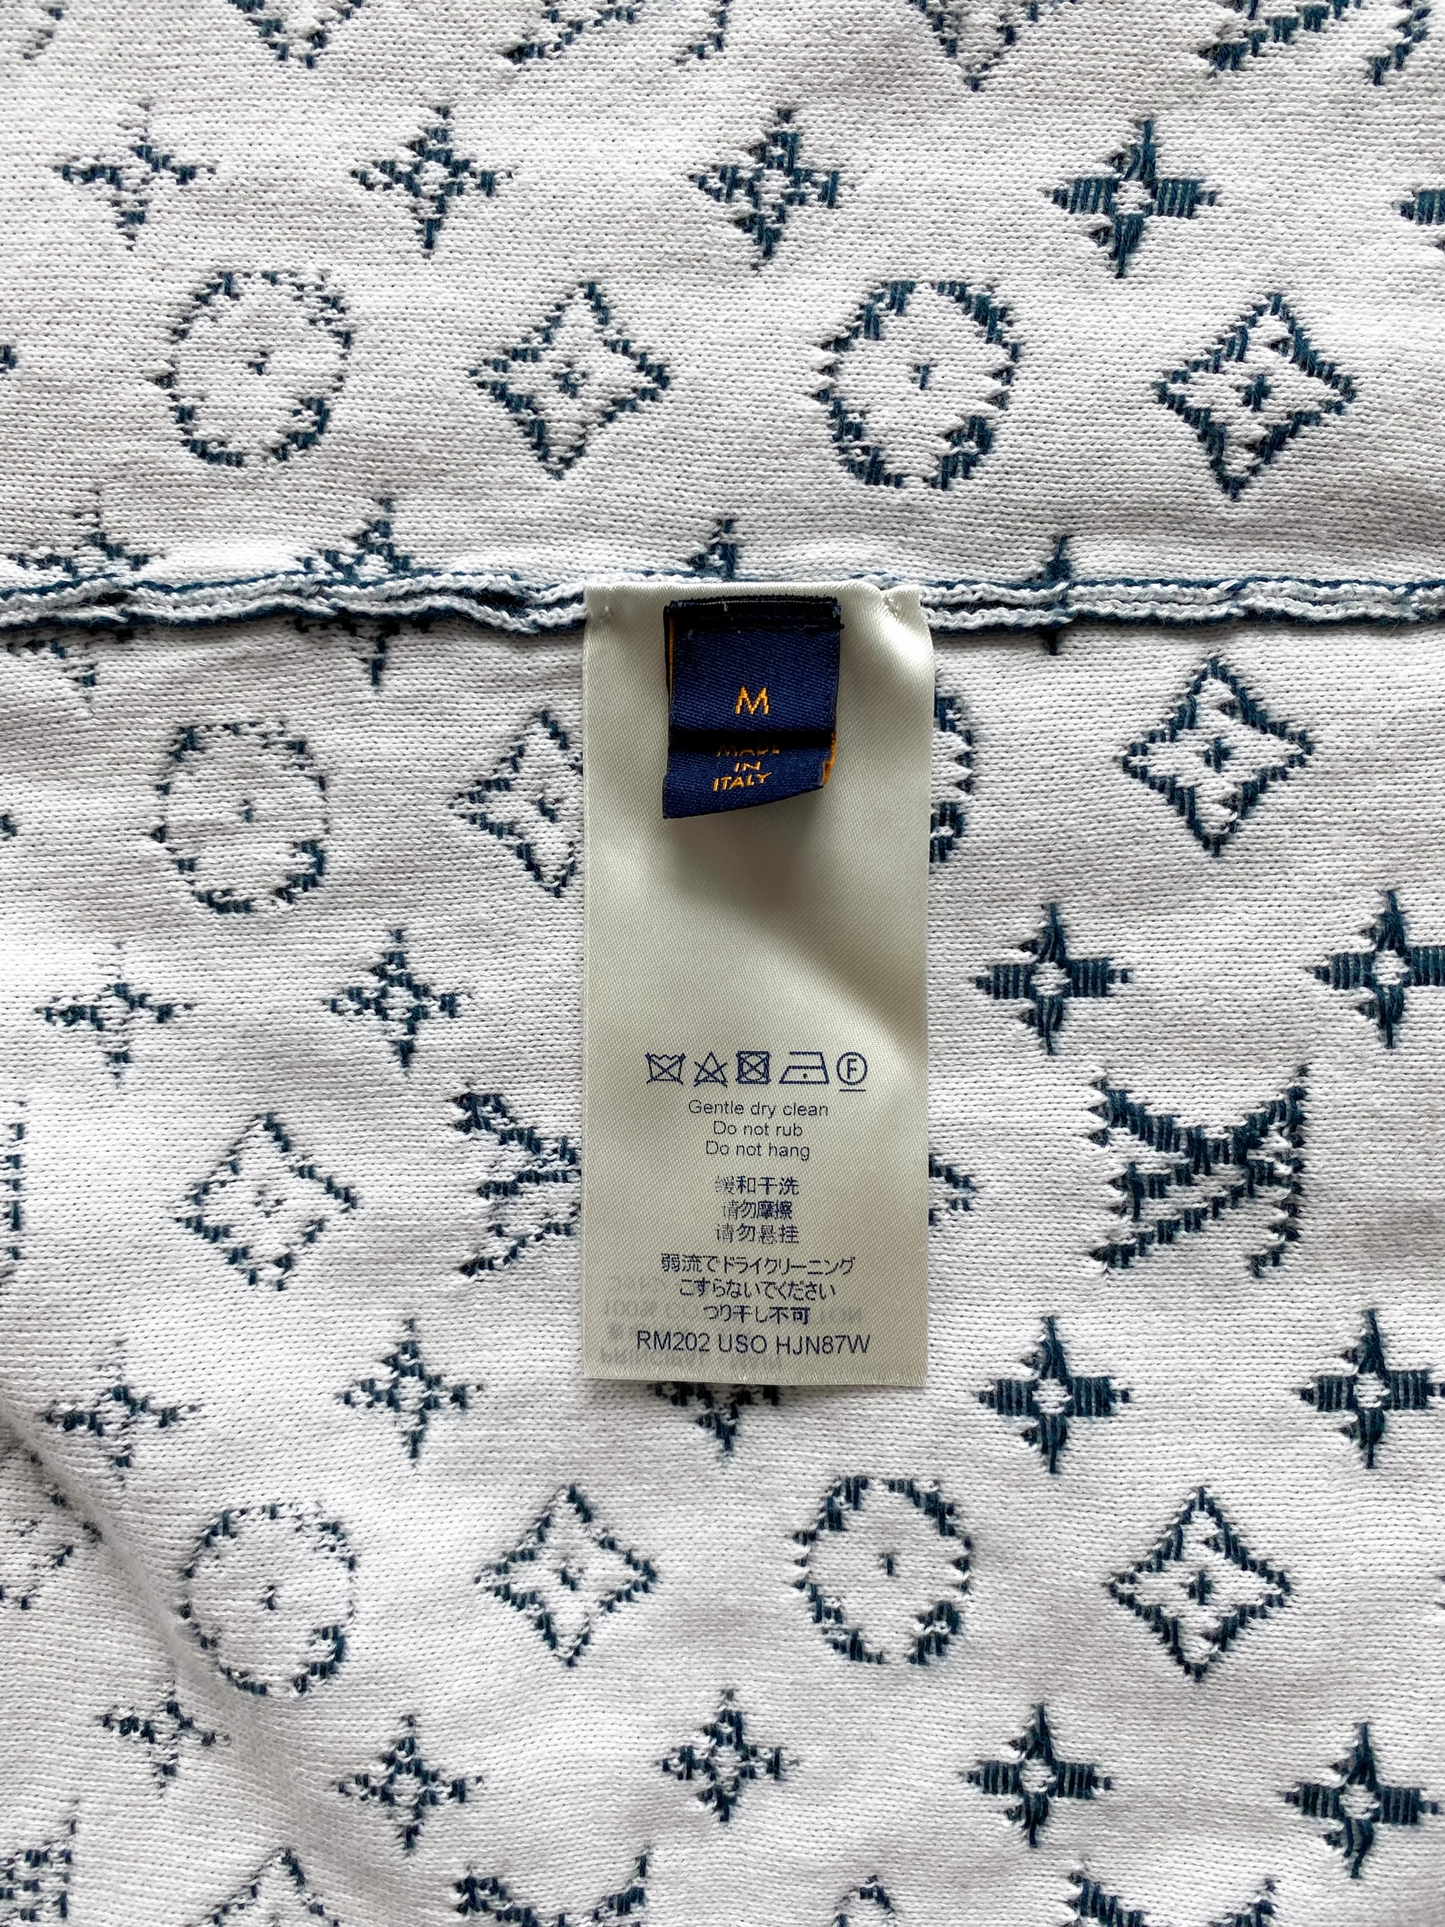 M
MADE
IN
ITALY
F
Gentle dry clean
Do not rub
Do not hang
缓和干洗
请勿摩擦
请勿悬挂
弱流でドライクリーニング
こすらないでください
つり干し不可
RM202 USO HJN87W